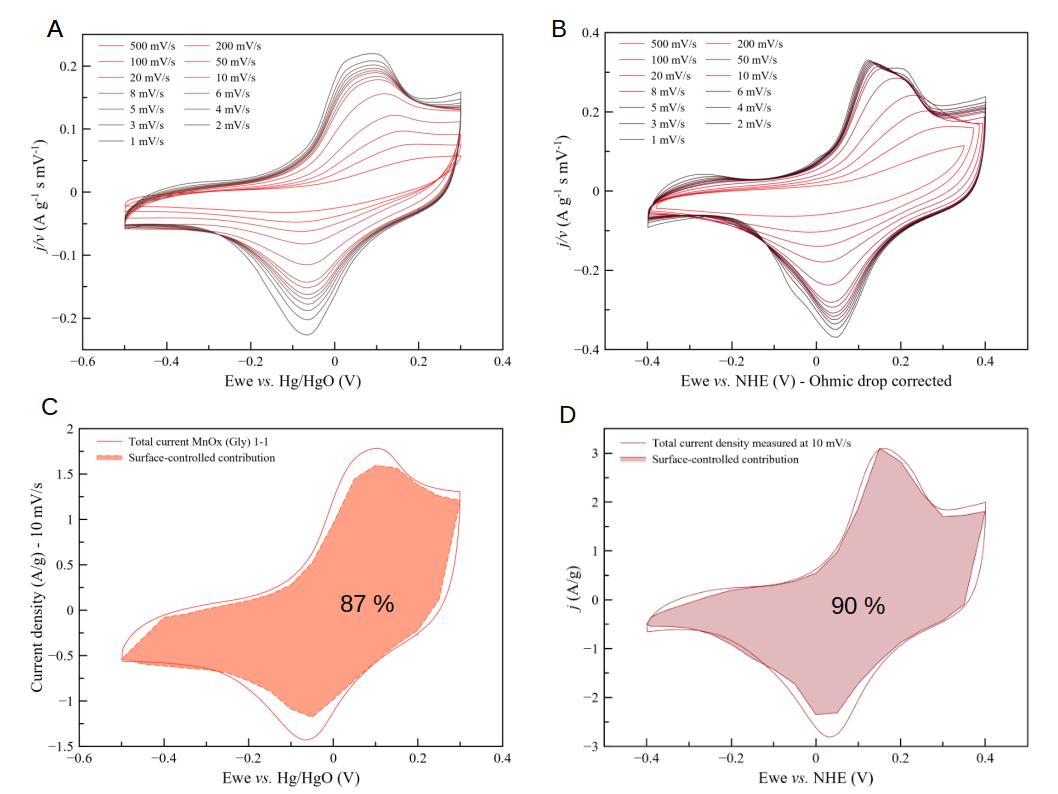 A
500 mV/s 200 mV/s
100 mV/s 50 mV/s
20 mV/s 10 mV/s
8 mV/s 6 mV/s
5 mV/s 4 mV/s
3 mV/s 2 mV/s
1 mV/s
0.2
0.1
0
−0.1
−0.2
j/v (A g⁻¹ s mV⁻¹)
−0.6 −0.4 −0.2 0 0.2 0.4
Ewe vs. Hg/HgO (V)
B
500 mV/s 200 mV/s
100 mV/s 50 mV/s
20 mV/s 10 mV/s
8 mV/s 6 mV/s
5 mV/s 4 mV/s
3 mV/s 2 mV/s
1 mV/s
0.4
0.2
0
−0.2
−0.4
j/v (A g⁻¹ s mV⁻¹)
−0.4 −0.2 0 0.2 0.4
Ewe vs. NHE (V) - Ohmic drop corrected
C
Total current MnOx (Gly) 1-1
Surface-controlled contribution
2
1.5
1
0.5
0
−0.5
−1
−1.5
Current density (A/g) - 10 mV/s
87 %
−0.6 −0.4 −0.2 0 0.2 0.4
Ewe vs. Hg/HgO (V)
D
Total current density measured at 10 mV/s
Surface-controlled contribution
3
2
1
0
−1
−2
−3
j (A/g)
90 %
−0.4 −0.2 0 0.2 0.4
Ewe vs. NHE (V)